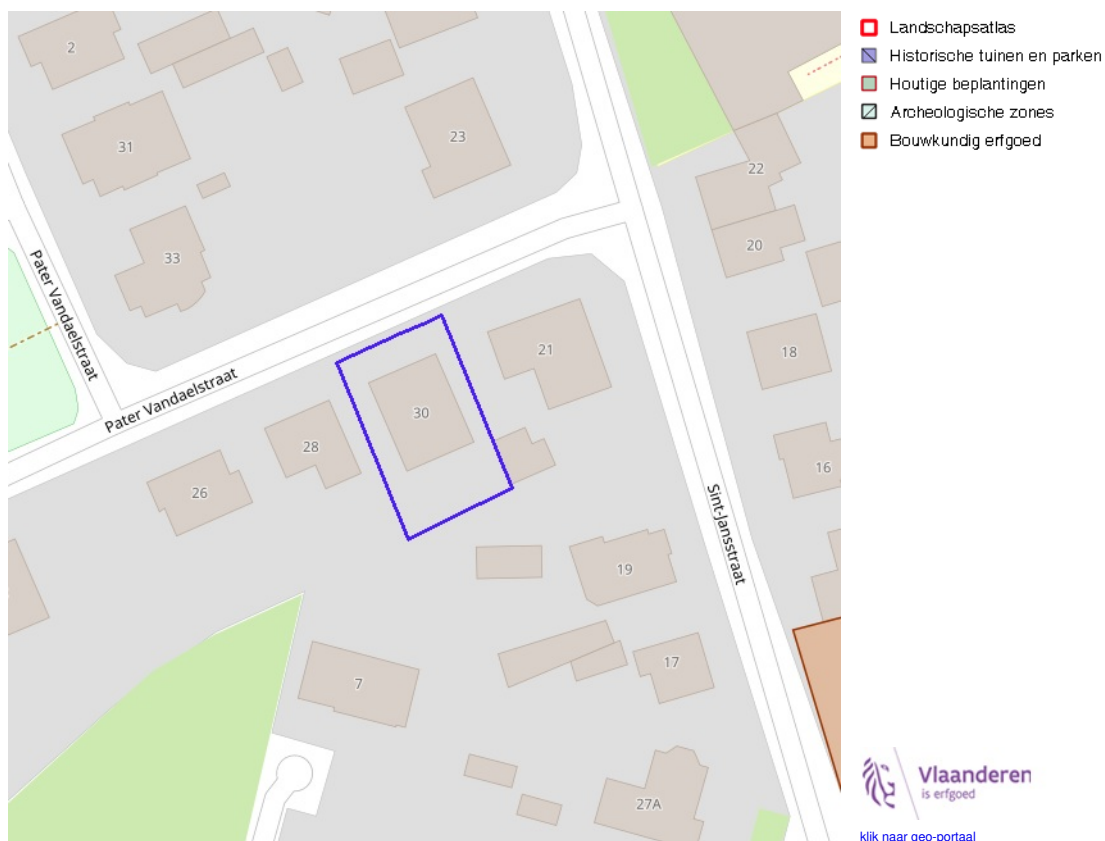 Landschapsatlas
Historische tuinen en parken
Houtige beplantingen
Archeologische zones
Bouwkundig erfgoed
2
31
23
22
33
20
Pater Vandaelstraat
21
18
Pater Vandaelstraat
30
28
26
16
Sint-Jansstraat
19
17
7
27A
Vlaanderen
is erfgoed
klik naar geo-portaal